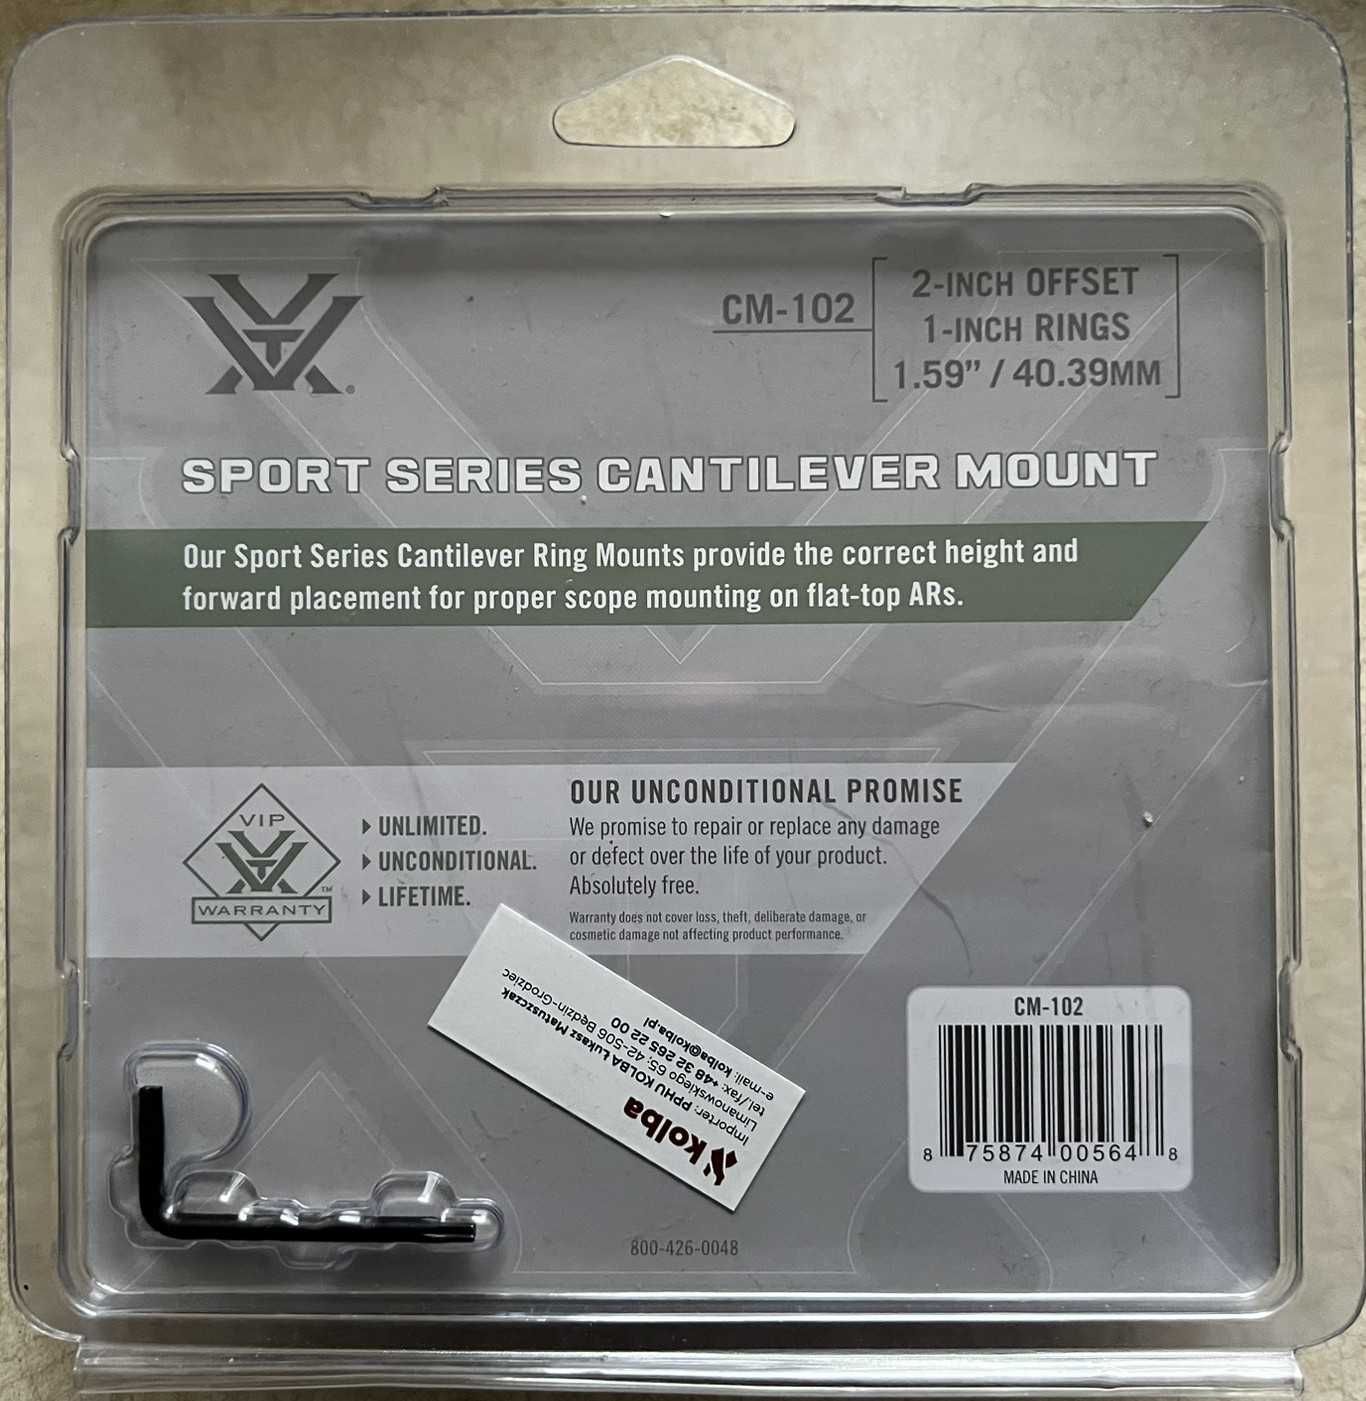 CM-102
2-INCH OFFSET
1-INCH RINGS
1.59” / 40.39MM
SPORT SERIES CANTILEVER MOUNT
Our Sport Series Cantilever Ring Mounts provide the correct height and
forward placement for proper scope mounting on flat-top ARs.
VIP
WARRANTY™
UNLIMITED.
UNCONDITIONAL.
LIFETIME.
OUR UNCONDITIONAL PROMISE
We promise to repair or replace any damage
or defect over the life of your product.
Absolutely free.
Warranty does not cover loss, theft, deliberate damage, or
cosmetic damage not affecting product performance.
kolba
Importer: PPHU KOLBA Łukasz Matuszczak
Limanowskiego 65; 42-506 Będzin-Grodziec
tel./fax: +48 32 265 22 00
e-mail: kolba@kolba.pl
CM-102
8 75874 00564 8
MADE IN CHINA
800-426-0048